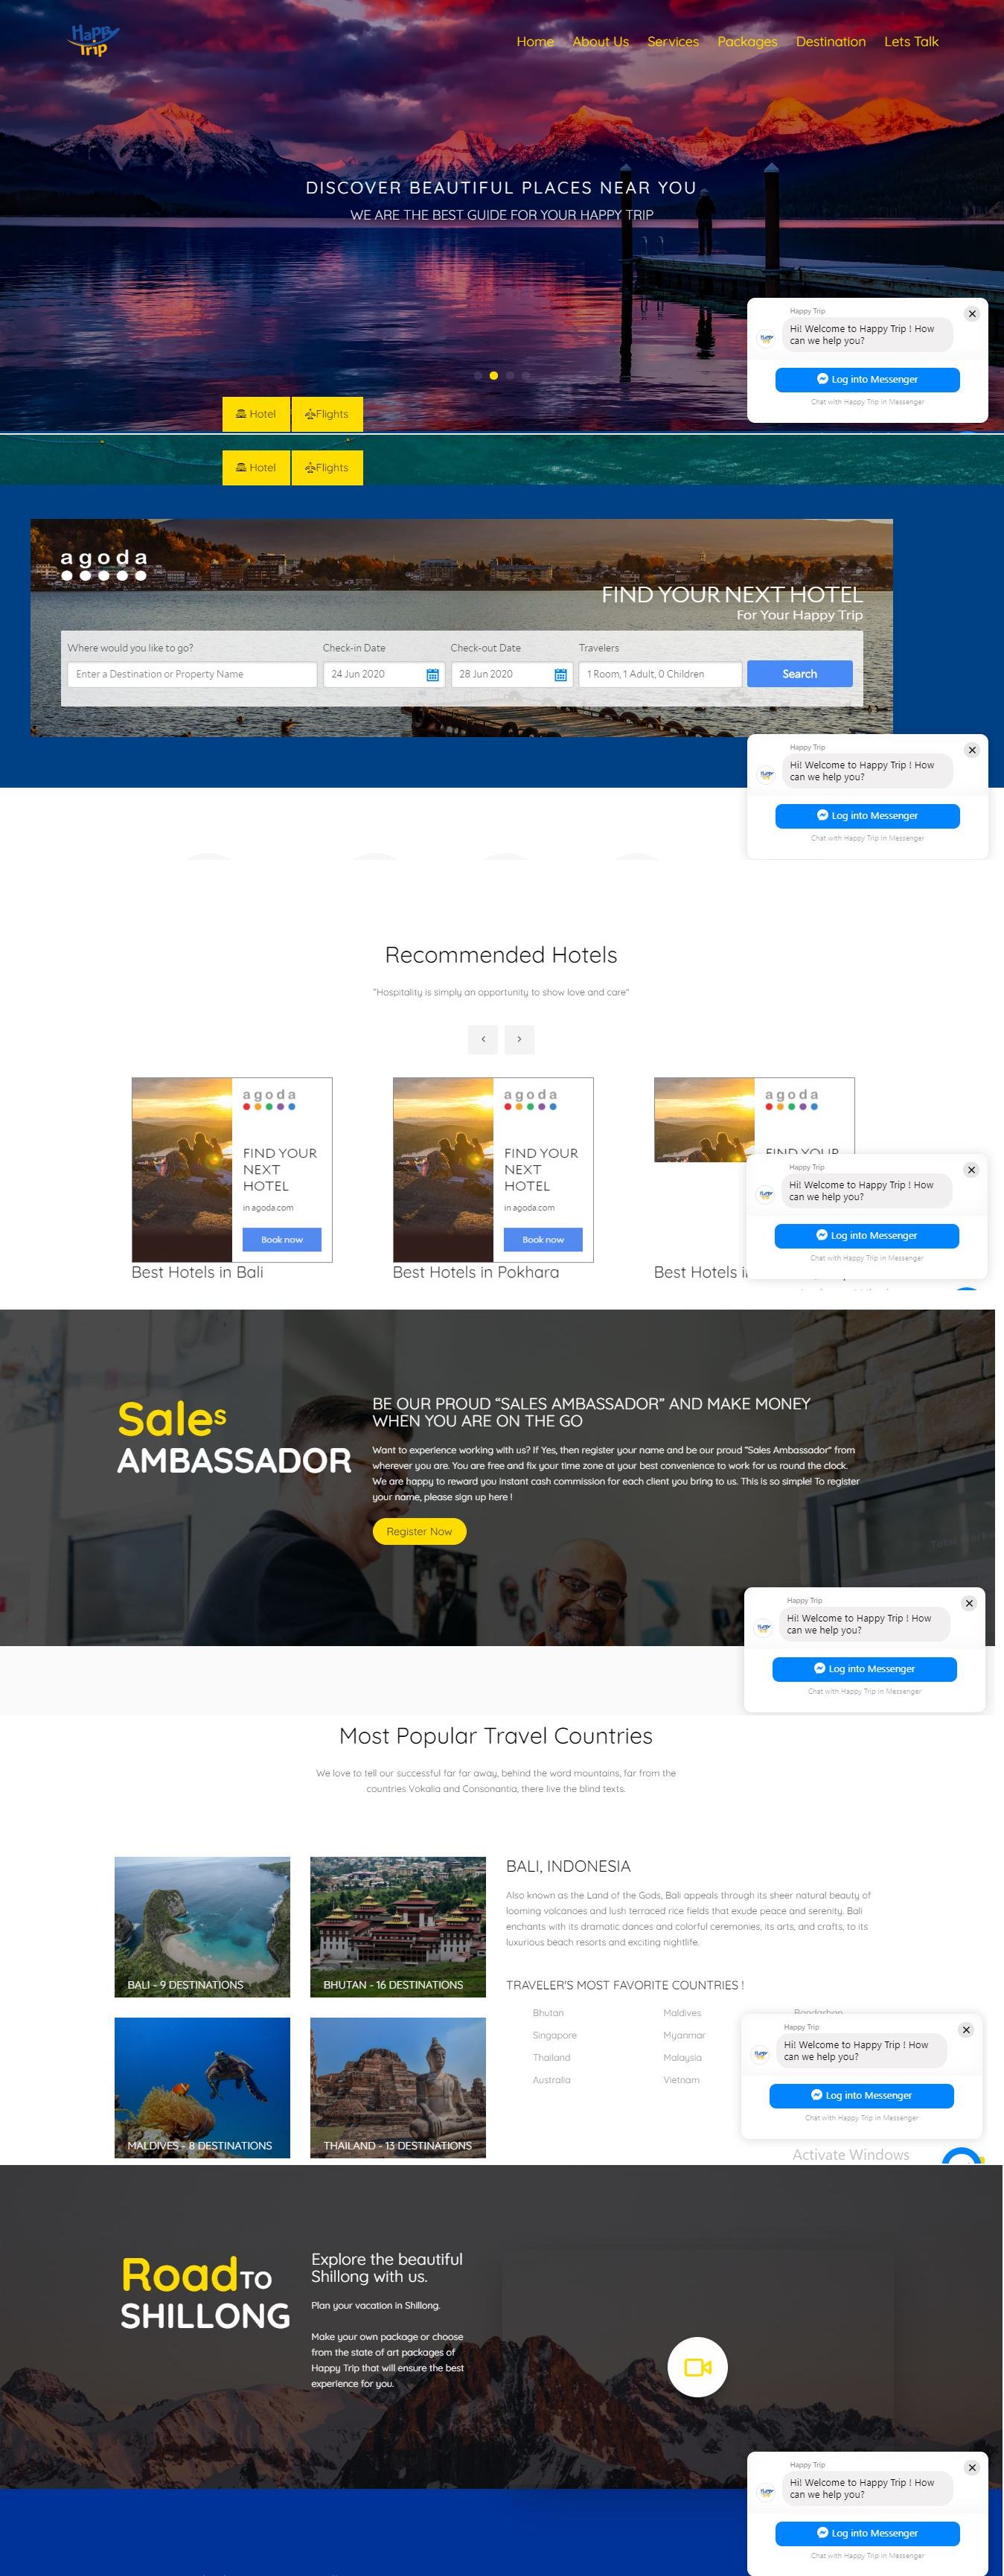 Happy
Trip
Home About Us Services Packages Destination Lets Talk
DISCOVER BEAUTIFUL PLACES NEAR YOU
WE ARE THE BEST GUIDE FOR YOUR HAPPY TRIP
Happy Trip
Hi! Welcome to Happy Trip ! How
can we help you?
Log into Messenger
Chat with Happy Trip in Messenger
Hotel Flights
Hotel Flights
agoda
FIND YOUR NEXT HOTEL
For Your Happy Trip
Where would you like to go? Check-in Date Check-out Date Travelers
Enter a Destination or Property Name 24 Jun 2020 28 Jun 2020 1 Room, 1 Adult, 0 Children Search
Happy Trip
Hi! Welcome to Happy Trip ! How
can we help you?
Log into Messenger
Chat with Happy Trip in Messenger
Recommended Hotels
"Hospitality is simply an opportunity to show love and care"
agoda agoda agoda
FIND YOUR FIND YOUR FIND YOUR
NEXT NEXT
HOTEL HOTEL
in agoda.com in agoda.com
Book now Book now
Best Hotels in Bali Best Hotels in Pokhara Best Hotels
Happy Trip
Hi! Welcome to Happy Trip ! How
can we help you?
Log into Messenger
Chat with Happy Trip in Messenger
Sales
AMBASSADOR
BE OUR PROUD “SALES AMBASSADOR” AND MAKE MONEY
WHEN YOU ARE ON THE GO
Want to experience working with us? If Yes, then register your name and be our proud “Sales Ambassador” from
wherever you are. You are free and fix your time zone at your best convenience to work for us round the clock.
We are happy to reward you instant cash commission for each client you bring to us. This is so simple! To register
your name, please sign up here !
Register Now
Happy Trip
Hi! Welcome to Happy Trip ! How
can we help you?
Log into Messenger
Chat with Happy Trip in Messenger
Most Popular Travel Countries
We love to tell our successful far far away, behind the word mountains, far from the
countries Vokalia and Consonantia, there live the blind texts.
BALI - 9 DESTINATIONS
BHUTAN - 16 DESTINATIONS
MALDIVES - 8 DESTINATIONS
THAILAND - 13 DESTINATIONS
BALI, INDONESIA
Also known as the Land of the Gods, Bali appeals through its sheer natural beauty of
looming volcanoes and lush terraced rice fields that exude peace and serenity. Bali
enchants with its dramatic dances and colorful ceremonies, its arts, and crafts, to its
luxurious beach resorts and exciting nightlife.
TRAVELER'S MOST FAVORITE COUNTRIES !
Bhutan Maldives Bandarban
Singapore Myanmar
Thailand Malaysia
Australia Vietnam
Happy Trip
Hi! Welcome to Happy Trip ! How
can we help you?
Log into Messenger
Chat with Happy Trip in Messenger
Activate Windows
Road TO
SHILLONG
Explore the beautiful
Shillong with us.
Plan your vacation in Shillong.
Make your own package or choose
from the state of art packages of
Happy Trip that will ensure the best
experience for you.
Happy Trip
Hi! Welcome to Happy Trip ! How
can we help you?
Log into Messenger
Chat with Happy Trip in Messenger